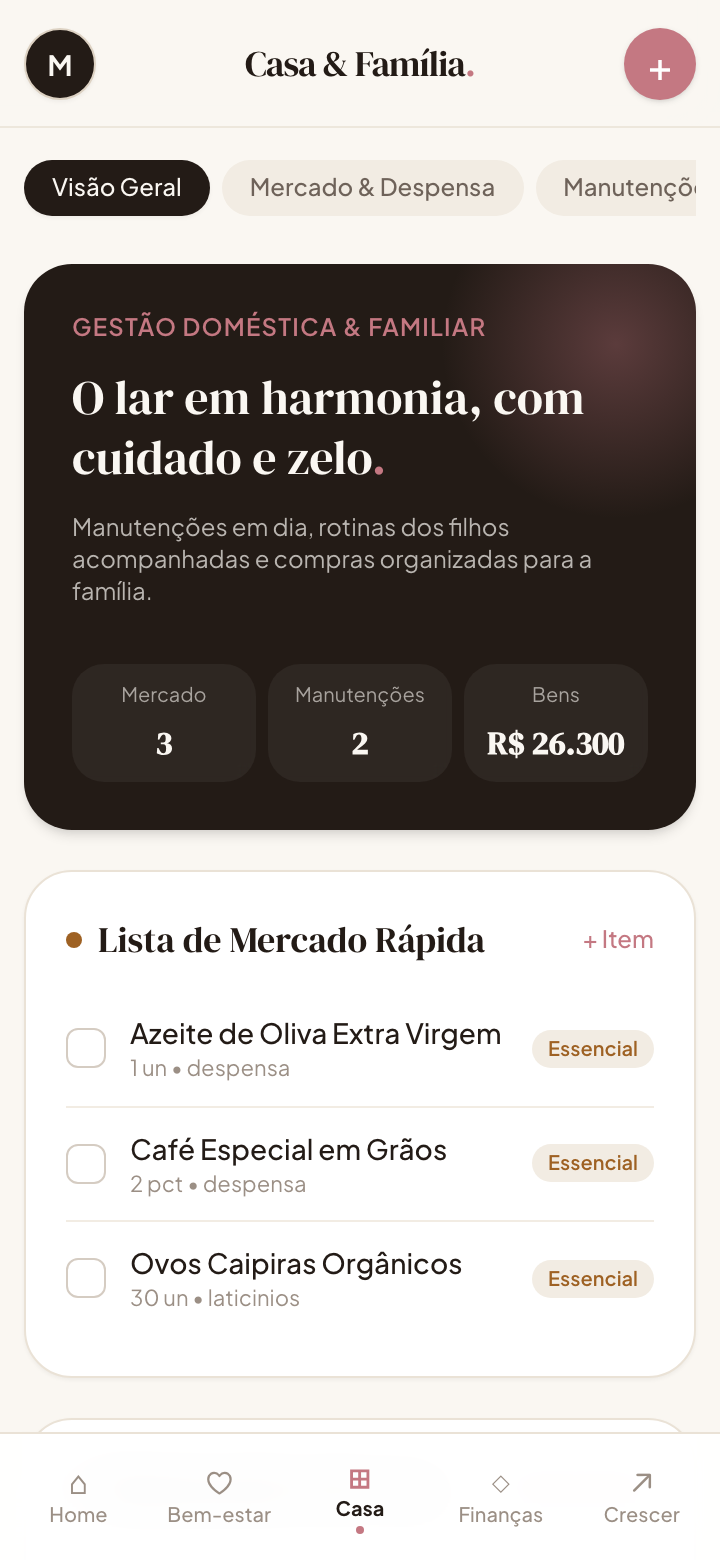 M
Casa & Família.
+
Visão Geral
Mercado & Despensa
Manutençõ
GESTÃO DOMÉSTICA & FAMILIAR
O lar em harmonia, com
cuidado e zelo.
Manutenções em dia, rotinas dos filhos
acompanhadas e compras organizadas para a
família.
Mercado
3
Manutenções
2
Bens
R$ 26.300
Lista de Mercado Rápida
+ Item
Azeite de Oliva Extra Virgem
1 un • despensa
Essencial
Café Especial em Grãos
2 pct • despensa
Essencial
Ovos Caipiras Orgânicos
30 un • laticinios
Essencial
Home
Bem-estar
Casa
Finanças
Crescer